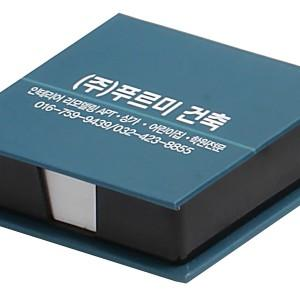 (주)푸르미 건축
인테리어 리모델링 APT • 상가 • 어린이집 • 학원전문
016-759-9439/032-423-8855